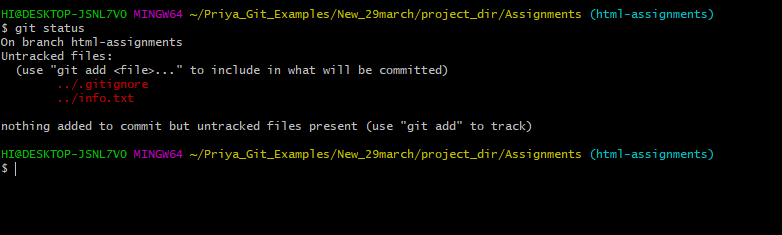 HI@DESKTOP-JSNL7VO MINGW64 ~/Priya_Git_Examples/New_29march/project_dir/Assignments (html-assignments)
$ git status
On branch html-assignments
Untracked files:
  (use "git add <file>..." to include in what will be committed)
        ../.gitignore
        ../info.txt

nothing added to commit but untracked files present (use "git add" to track)

HI@DESKTOP-JSNL7VO MINGW64 ~/Priya_Git_Examples/New_29march/project_dir/Assignments (html-assignments)
$